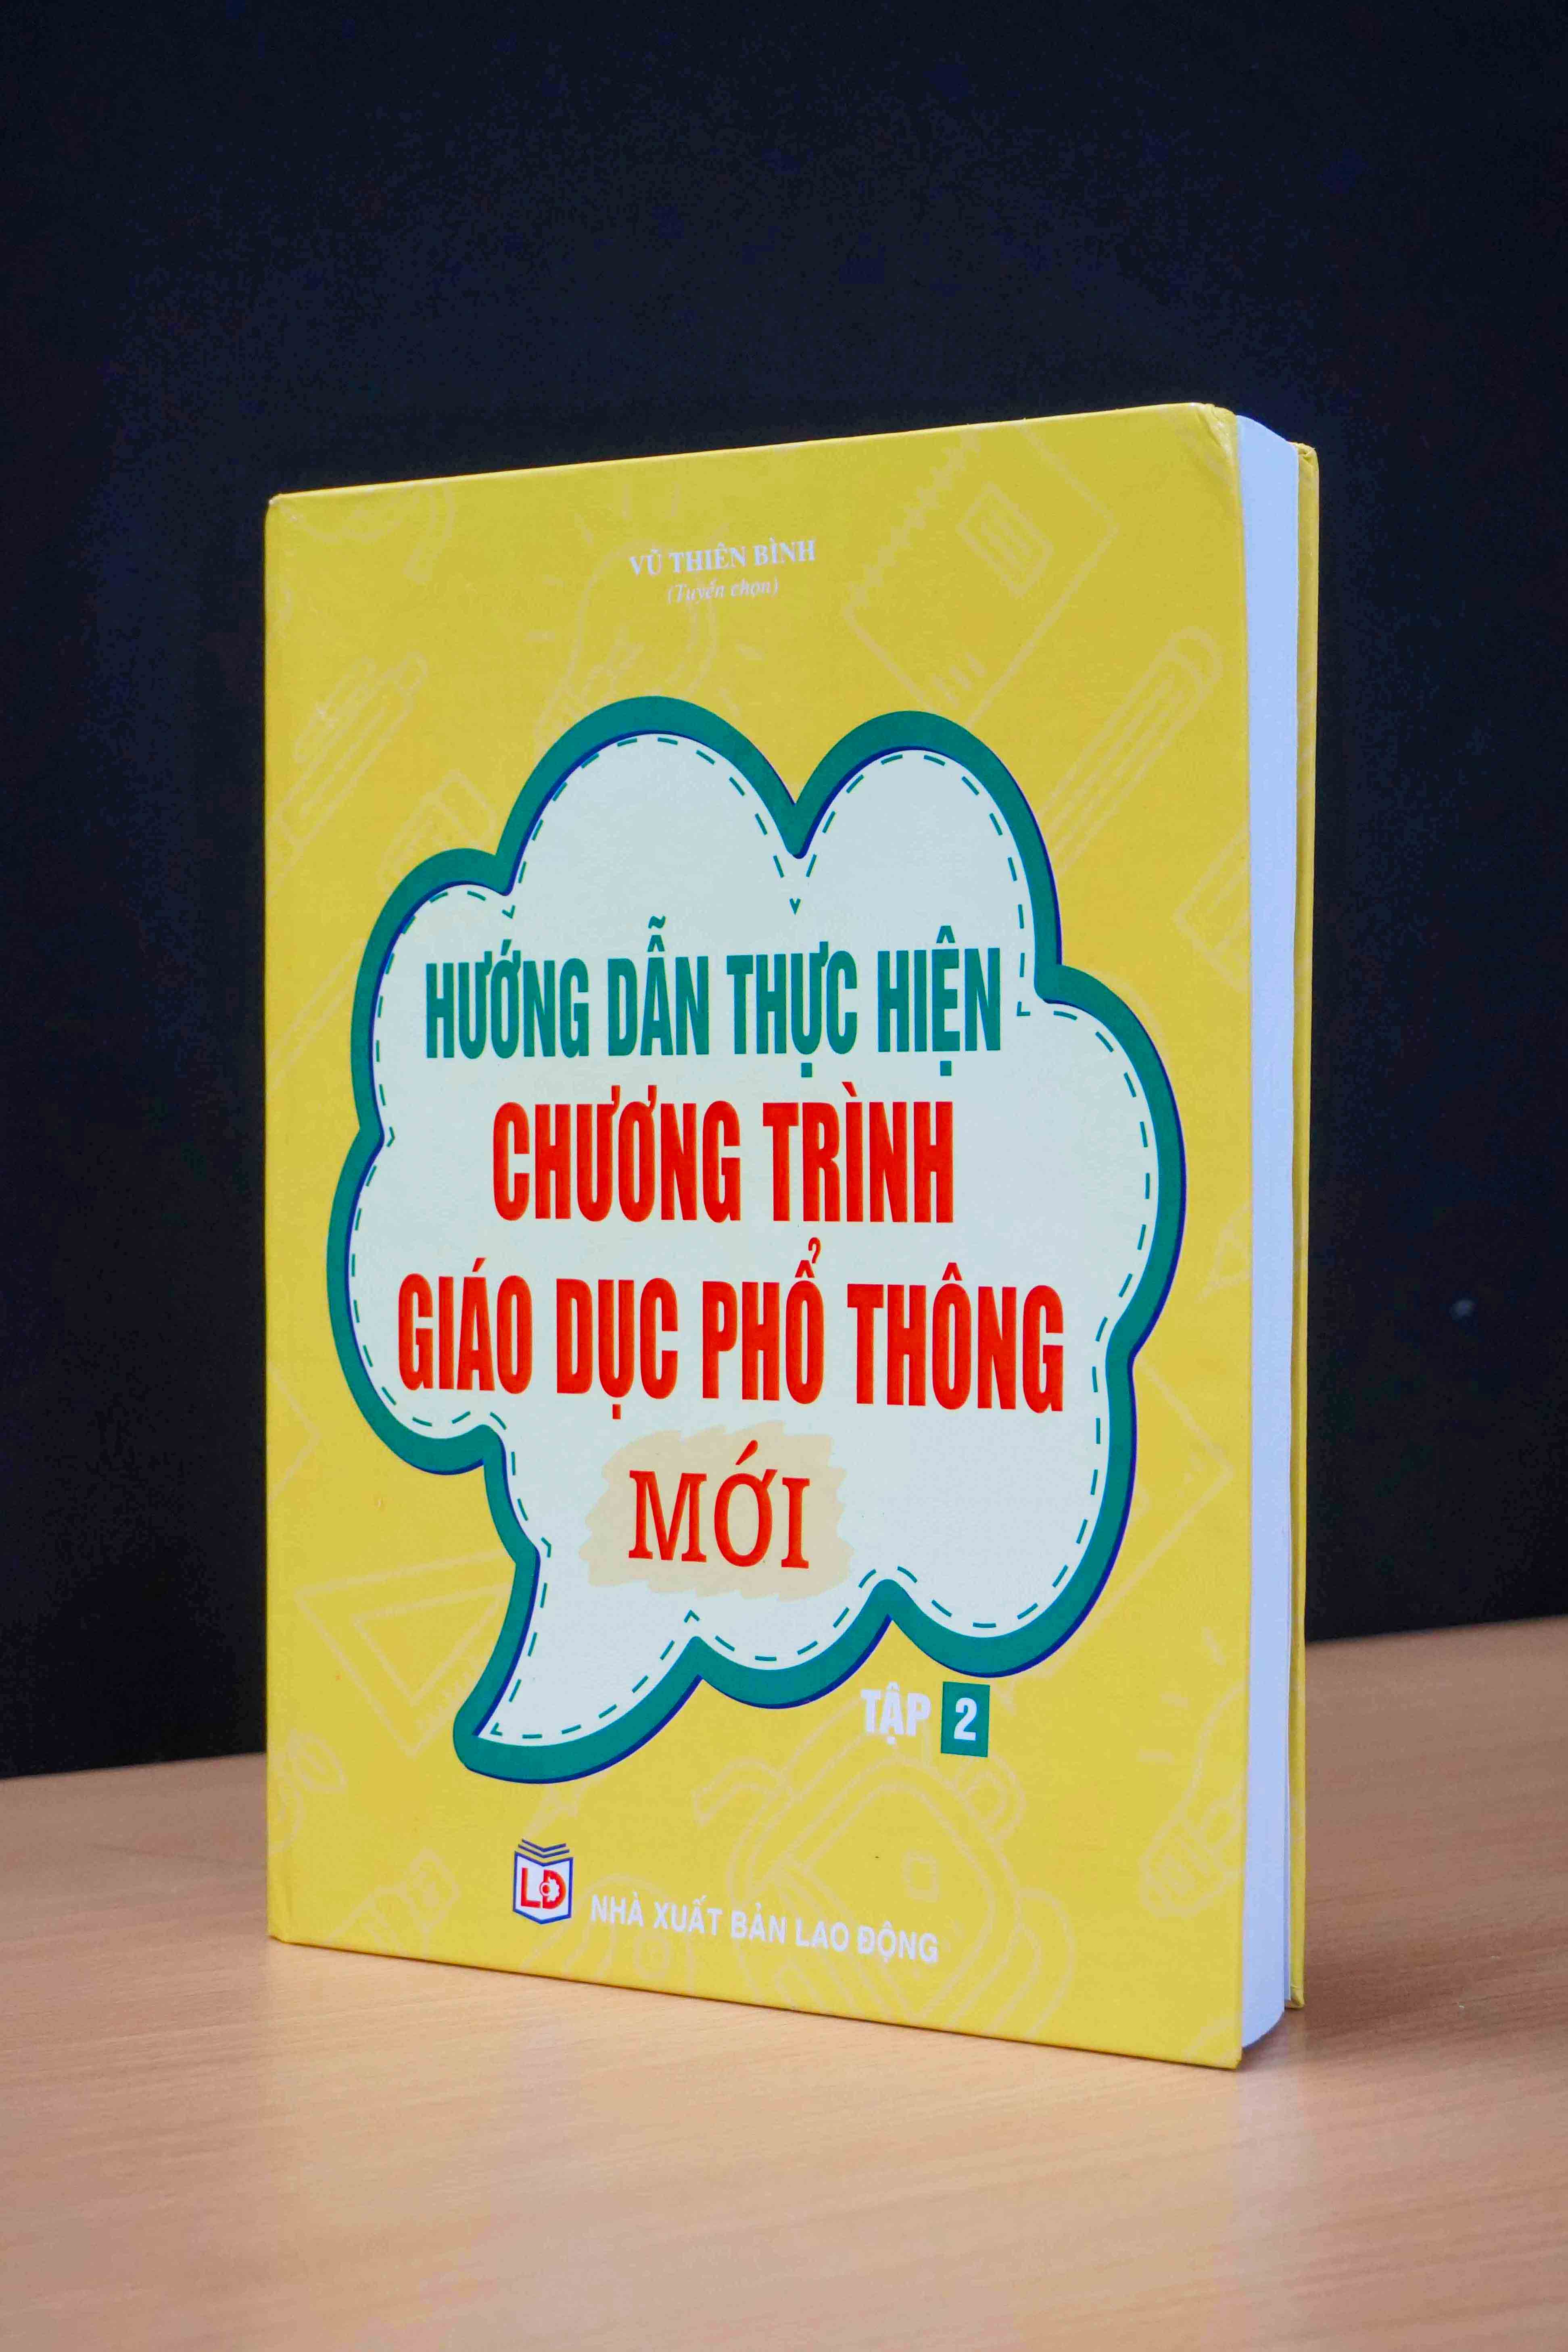 VŨ THIÊN BÌNH
(Tuyển chọn)
HƯỚNG DẪN THỰC HIỆN
CHƯƠNG TRÌNH
GIÁO DỤC PHỔ THÔNG
MỚI
TẬP 2
LĐ
NHÀ XUẤT BẢN LAO ĐỘNG